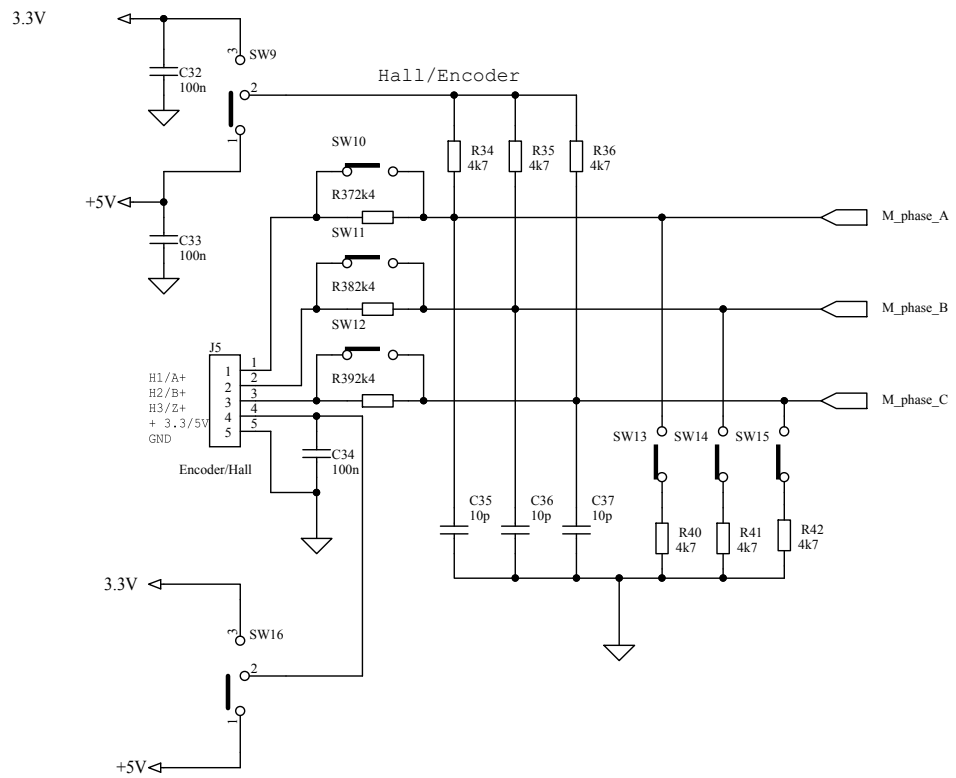 3.3V
3
SW9
C32
100n
Hall/Encoder
2
1
SW10
R34
4k7
R35
4k7
R36
4k7
R372k4
+5V
SW11
M_phase_A
C33
100n
R382k4
SW12
M_phase_B
J5
R392k4
1
1
H1/A+
2
2
H2/B+
3
3
H3/Z+
4
4
+ 3.3/5V
5
5
GND
M_phase_C
SW13
SW14
SW15
C34
100n
Encoder/Hall
C35
10p
C36
10p
C37
10p
R40
4k7
R41
4k7
R42
4k7
3.3V
3
SW16
2
1
+5V